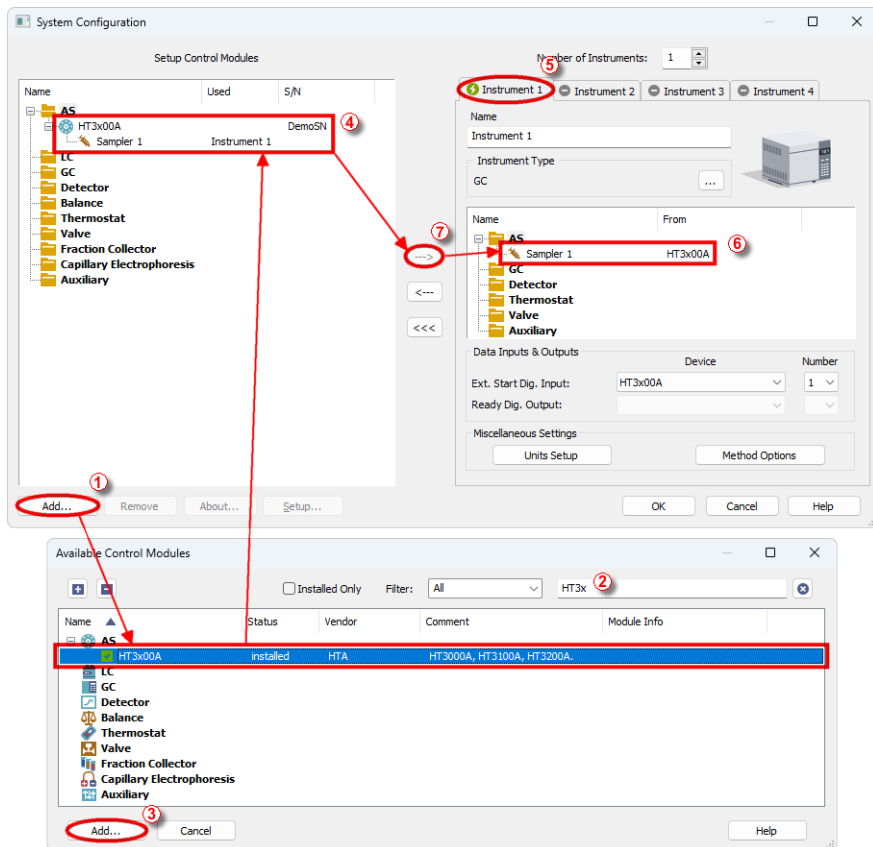 System Configuration
Setup Control Modules
Number of Instruments: 1
Name Used S/N
AS
HT3x00A DemoSN
Sampler 1 Instrument 1
LC
GC
Detector
Balance
Thermostat
Valve
Fraction Collector
Capillary Electrophoresis
Auxiliary
④
⑦
--->
<---
<<<
⑤
Instrument 1 Instrument 2 Instrument 3 Instrument 4
Name
Instrument 1
Instrument Type
GC ...
Name From
AS
Sampler 1 HT3x00A
⑥
GC
Detector
Thermostat
Valve
Auxiliary
Data Inputs & Outputs
Device Number
Ext. Start Dig. Input: HT3x00A 1
Ready Dig. Output:
Miscellaneous Settings
Units Setup Method Options
①
Add... Remove About... Setup...
OK Cancel Help
Available Control Modules
Installed Only Filter: All HT3x ②
Name Status Vendor Comment Module Info
AS
HT3x00A installed HTA HT3000A, HT3100A, HT3200A.
LC
GC
Detector
Balance
Thermostat
Valve
Fraction Collector
Capillary Electrophoresis
Auxiliary
③
Add... Cancel Help